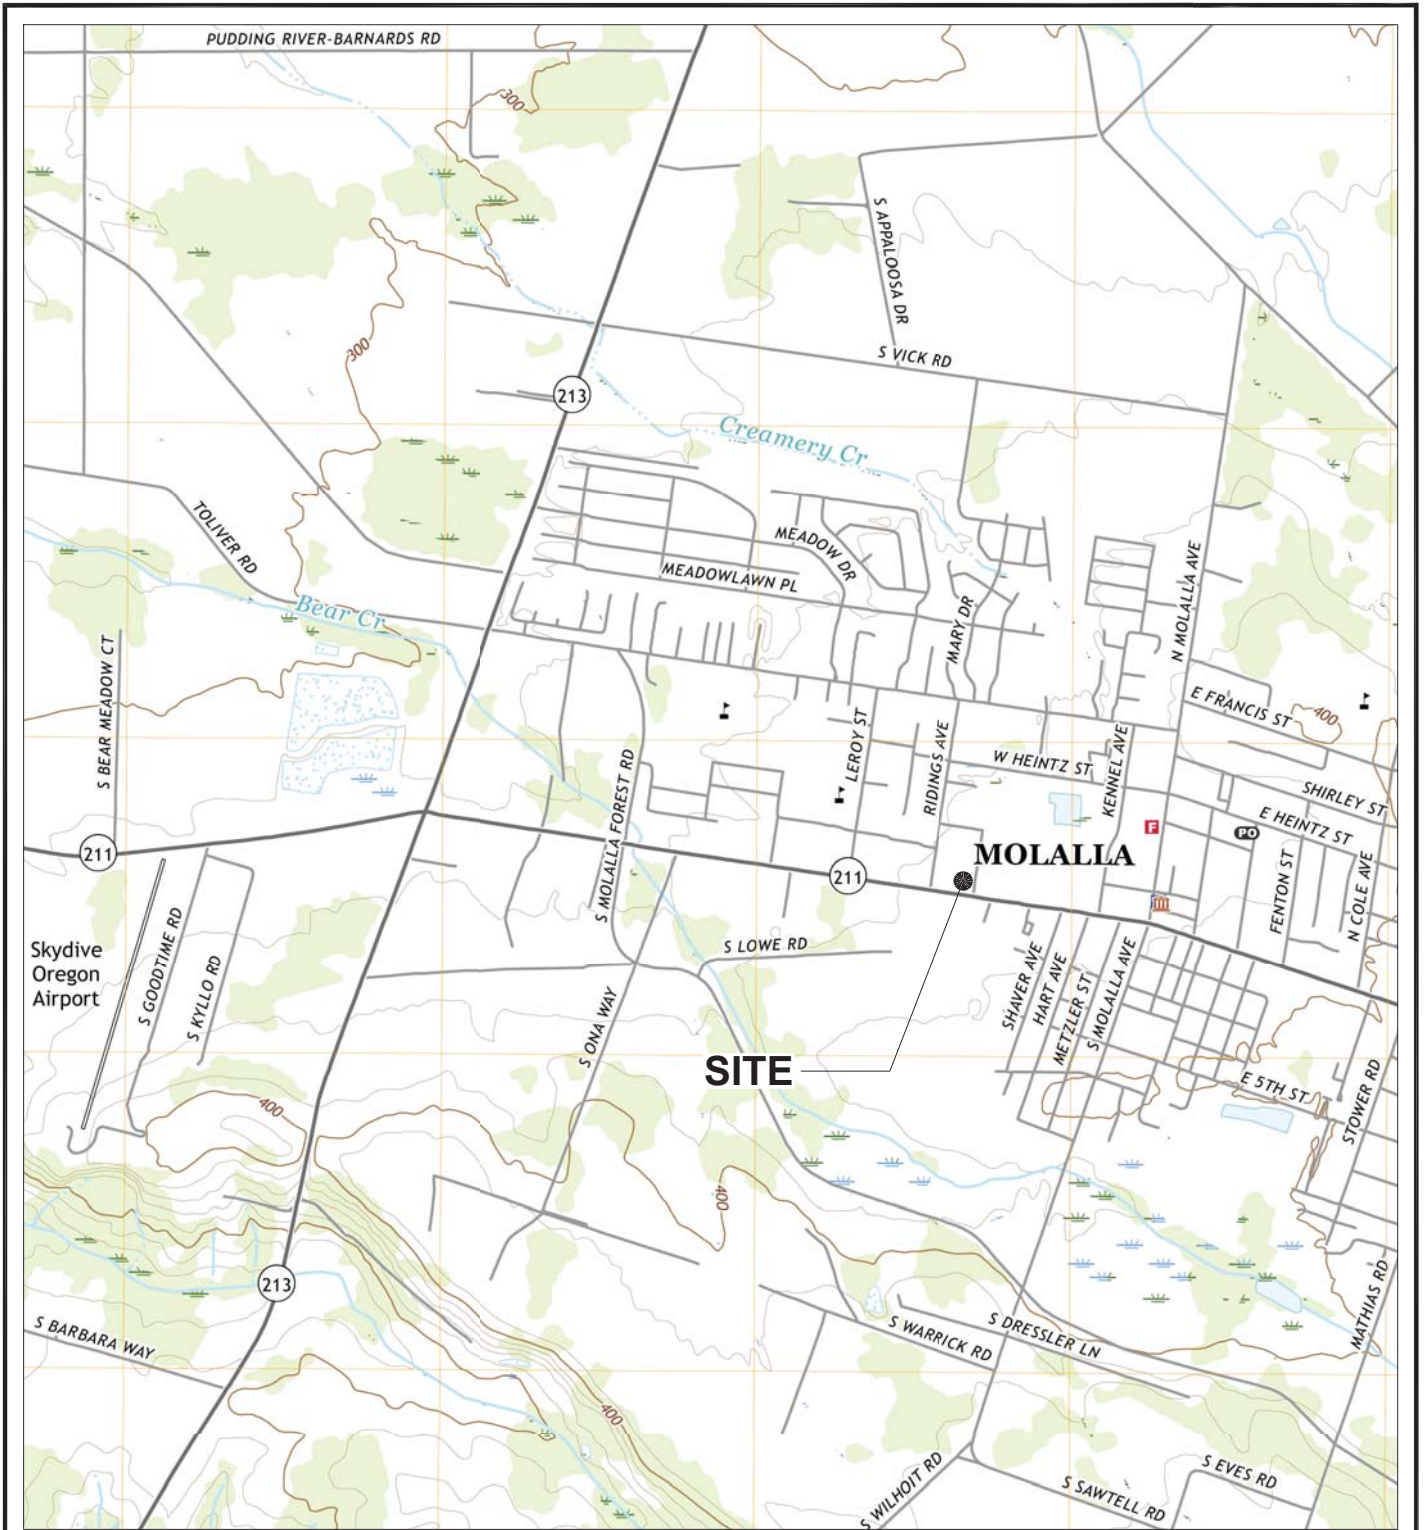 PUDDING RIVER-BARNARDS RD
300
S APPALOOSA DR
300
S VICK RD
213
Creamery Cr
TOLIVER RD
MEADOW DR
MEADOWLAWN PL
N MOLALLA AVE
Bear Cr
MARY DR
S BEAR MEADOW CT
E FRANCIS ST
400
LEROY ST
RIDINGS AVE
W HEINTZ ST
KENNEL AVE
S MOLALLA FOREST RD
SHIRLEY ST
E HEINTZ ST
F
PO
211
MOLALLA
211
FENTON ST
N COLE AVE
Skydive
Oregon
Airport
S GOODTIME RD
S KYLLO RD
S LOWE RD
SHAVER AVE
HART AVE
METZLER ST
S MOLALLA AVE
S ONA WAY
SITE
E 5TH ST
STOWER RD
400
400
213
S BARBARA WAY
S WARRICK RD
S DRESSLER LN
MATHIAS RD
400
S WILHOIT RD
S SAWTELL RD
S EVES RD